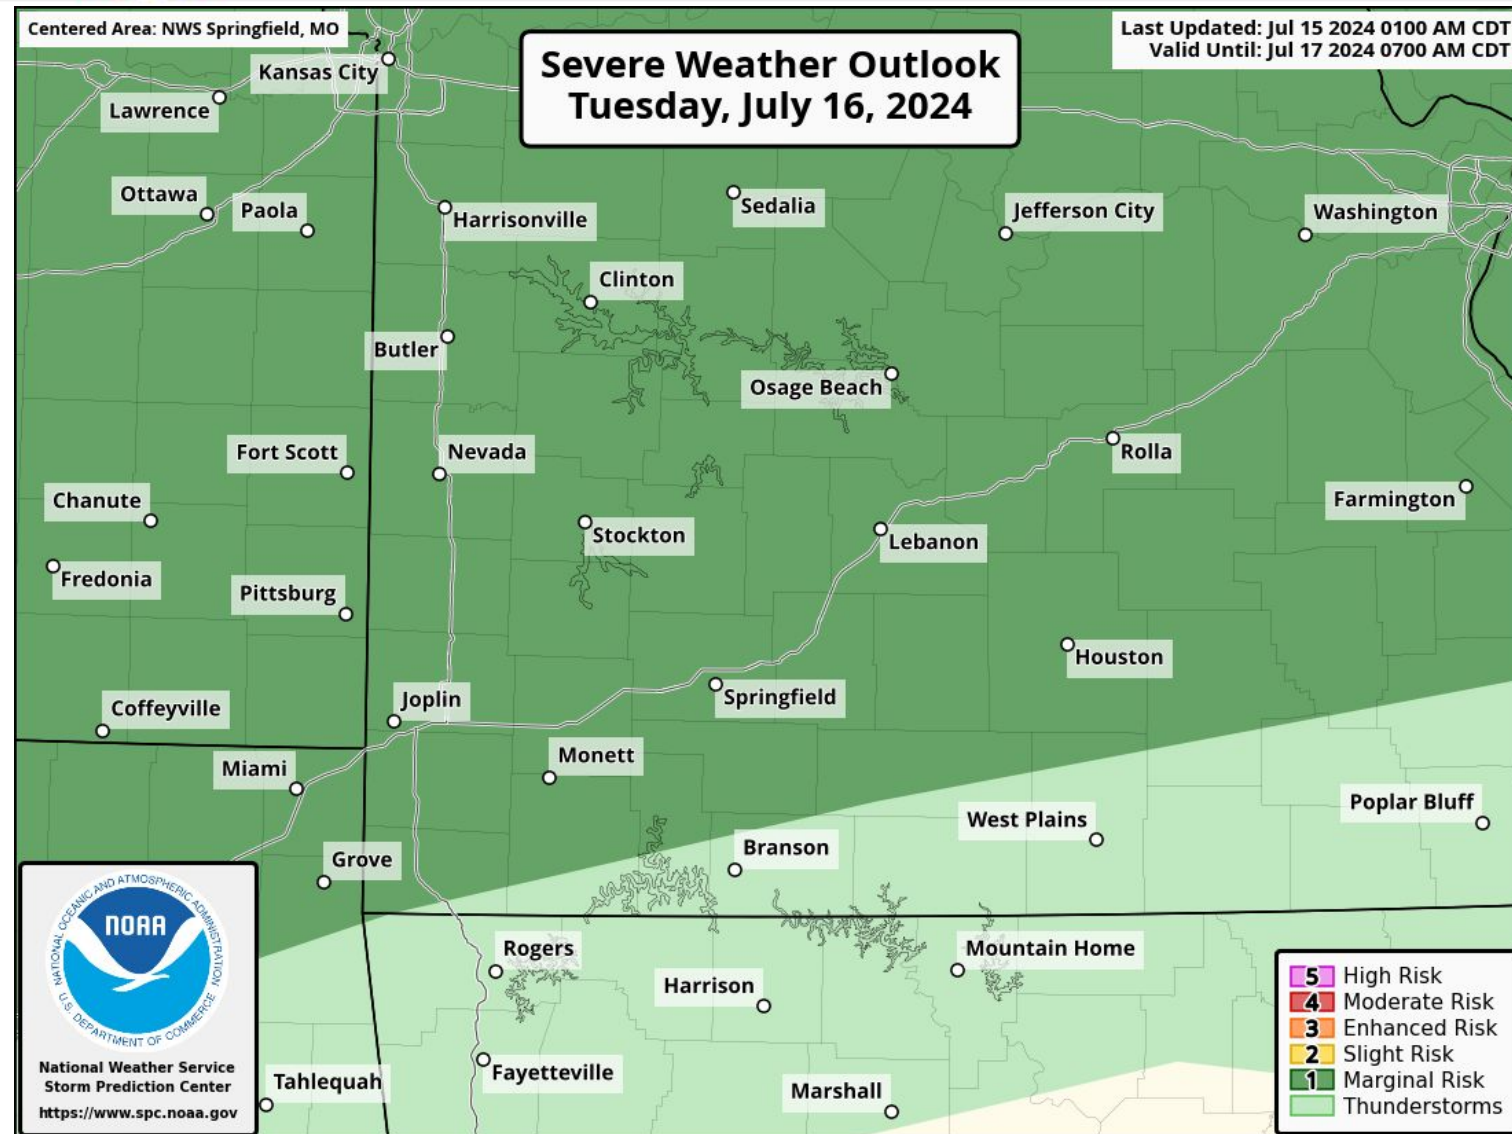 Centered Area: NWS Springfield, MO
Last Updated: Jul 15 2024 0100 AM CDT
Valid Until: Jul 17 2024 0700 AM CDT
Severe Weather Outlook
Tuesday, July 16, 2024
Kansas City
Lawrence
Ottawa
Paola
Harrisonville
Sedalia
Jefferson City
Washington
Clinton
Butler
Osage Beach
Fort Scott
Nevada
Rolla
Chanute
Farmington
Stockton
Lebanon
Fredonia
Pittsburg
Houston
Coffeyville
Joplin
Springfield
Miami
Monett
Poplar Bluff
West Plains
Branson
Grove
Rogers
Mountain Home
Harrison
Fayetteville
Tahlequah
Marshall
NATIONAL OCEANIC AND ATMOSPHERIC ADMINISTRATION
NOAA
U.S. DEPARTMENT OF COMMERCE
National Weather Service
Storm Prediction Center
https://www.spc.noaa.gov
5 High Risk
4 Moderate Risk
3 Enhanced Risk
2 Slight Risk
1 Marginal Risk
Thunderstorms